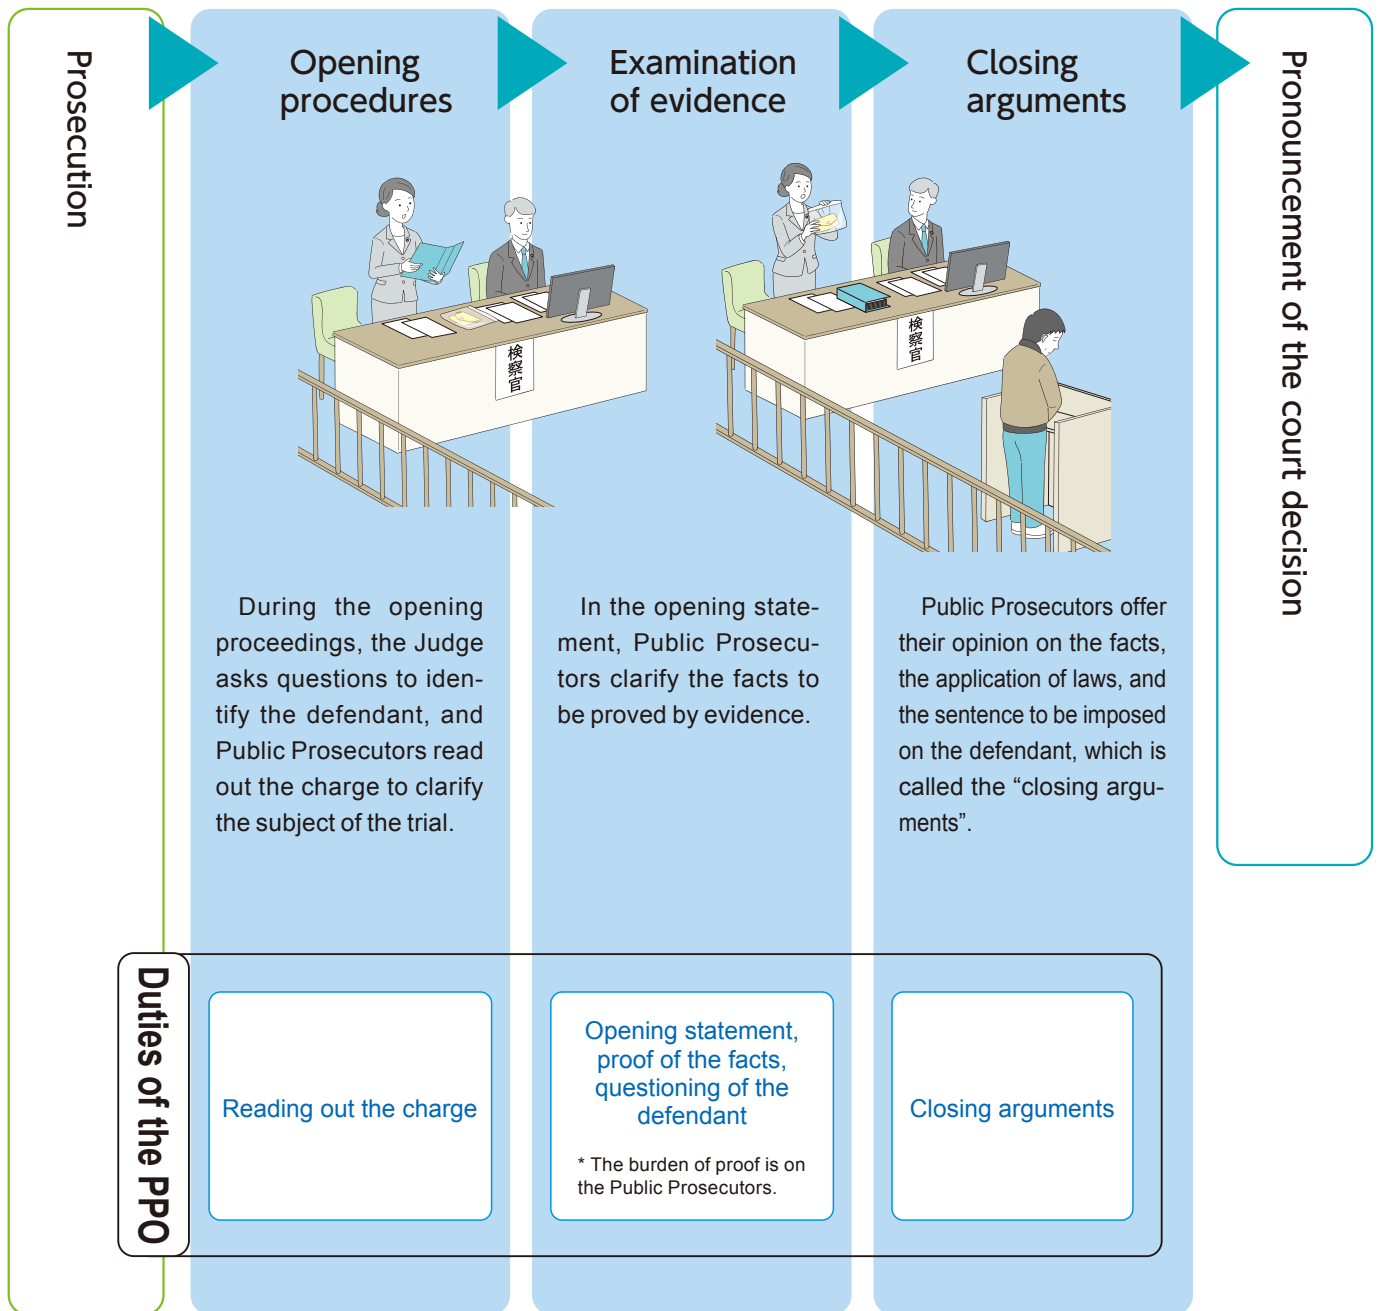 Prosecution
Opening
procedures
Examination
of evidence
Closing
arguments
Pronouncement of the court decision
検察官
検察官
During the opening
proceedings, the Judge
asks questions to iden-
tify the defendant, and
Public Prosecutors read
out the charge to clarify
the subject of the trial.
In the opening state-
ment, Public Prosecu-
tors clarify the facts to
be proved by evidence.
Public Prosecutors offer
their opinion on the facts,
the application of laws, and
the sentence to be imposed
on the defendant, which is
called the “closing argu-
ments”.
Duties of the PPO
Reading out the charge
Opening statement,
proof of the facts,
questioning of the
defendant
* The burden of proof is on
the Public Prosecutors.
Closing arguments